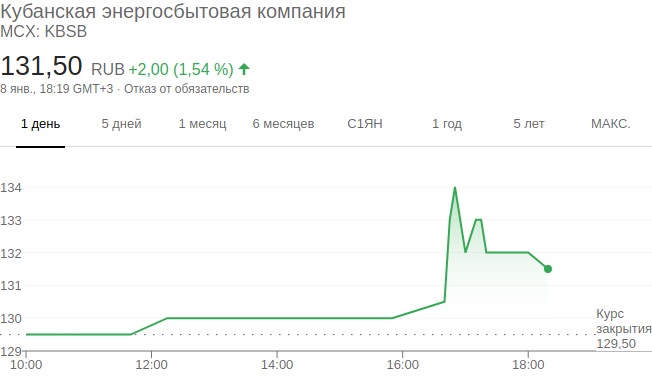 Кубанская энергосбытовая компания
MCX: KBSB
131,50 RUB +2,00 (1,54 %)
8 янв., 18:19 GMT+3 · Отказ от обязательств
1 день 5 дней 1 месяц 6 месяцев С1ЯН 1 год 5 лет МАКС.
134
133
132
131
130
129
Курс
закрытия
129,50
10:00 12:00 14:00 16:00 18:00